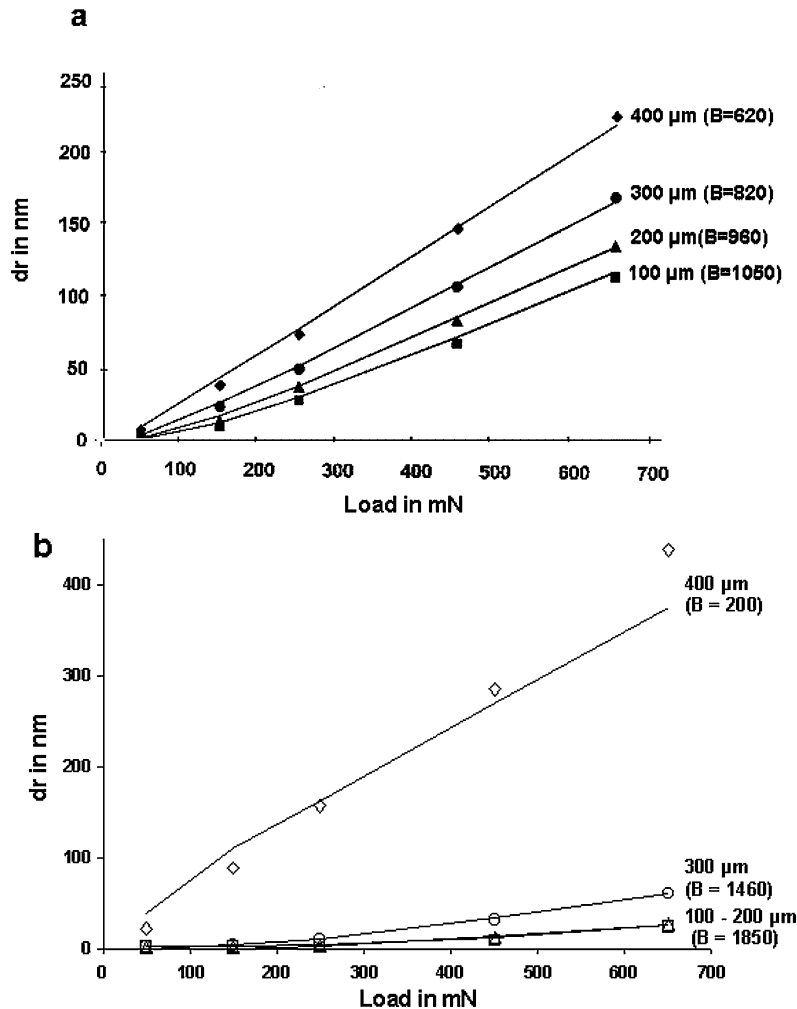 a
dr in nm
250
200
150
100
50
0
0 100 200 300 400 500 600 700
Load in mN
400 µm (B=620)
300 µm (B=820)
200 µm(B=960)
100 µm (B=1050)
b
dr in nm
400
300
200
100
0
0 100 200 300 400 500 600 700
Load in mN
400 µm
(B = 200)
300 µm
(B = 1460)
100 - 200 µm
(B = 1850)